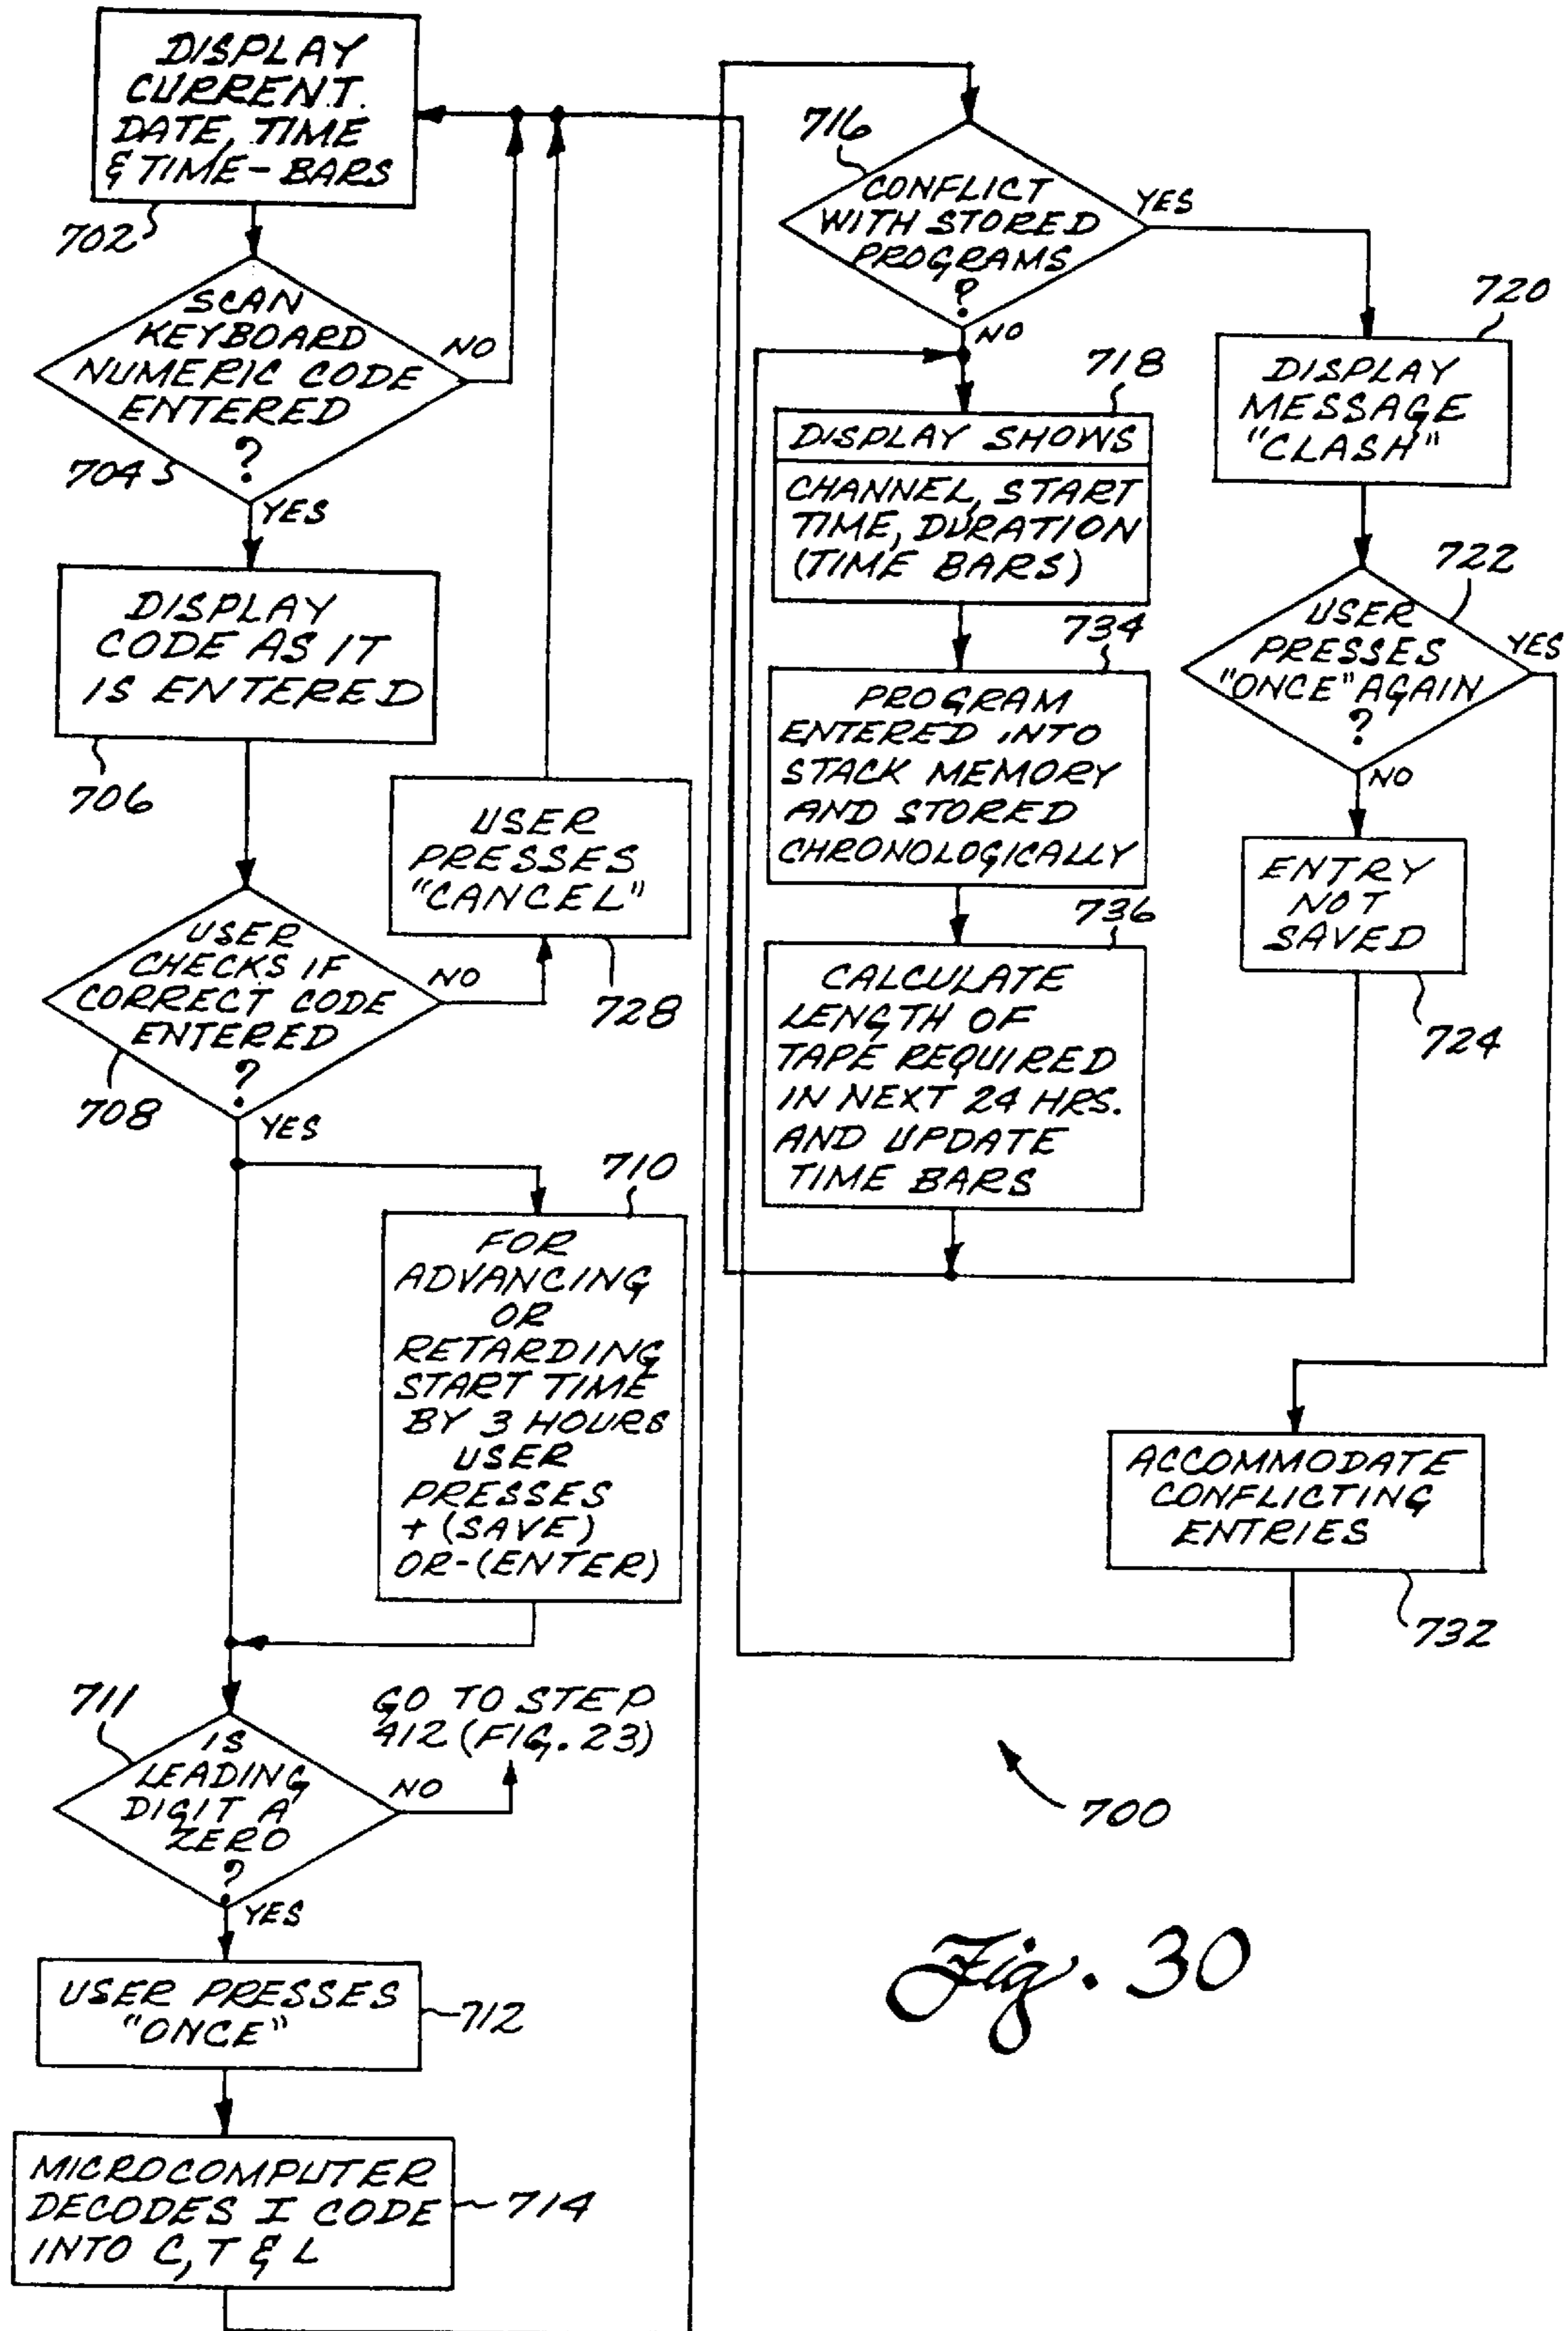 DISPLAY
CURRENT.
DATE, TIME
& TIME-BARS
702
SCAN
KEYBOARD
NUMERIC CODE
ENTERED
?
NO
704
YES
DISPLAY
CODE AS IT
IS ENTERED
706
USER
PRESSES
"CANCEL"
728
USER
CHECKS IF
CORRECT CODE
ENTERED
?
NO
708
YES
710
FOR
ADVANCING
OR
RETARDING
START TIME
BY 3 HOURS
USER
PRESSES
+ (SAVE)
OR-(ENTER)
711
IS
LEADING
DIGIT A
ZERO
?
NO
GO TO STEP
412 (FIG. 23)
YES
USER PRESSES
"ONCE"
712
MICROCOMPUTER
DECODES I CODE
INTO C, T & L
714
716
CONFLICT
WITH STORED
PROGRAMS
?
YES
NO
718
DISPLAY SHOWS
CHANNEL, START
TIME, DURATION
(TIME BARS)
734
PROGRAM
ENTERED INTO
STACK MEMORY
AND STORED
CHRONOLOGICALLY
736
CALCULATE
LENGTH OF
TAPE REQUIRED
IN NEXT 24 HRS.
AND UPDATE
TIME BARS
720
DISPLAY
MESSAGE
"CLASH"
722
USER
PRESSES
"ONCE" AGAIN
?
YES
NO
ENTRY
NOT
SAVED
724
ACCOMMODATE
CONFLICTING
ENTRIES
732
700
Fig. 30